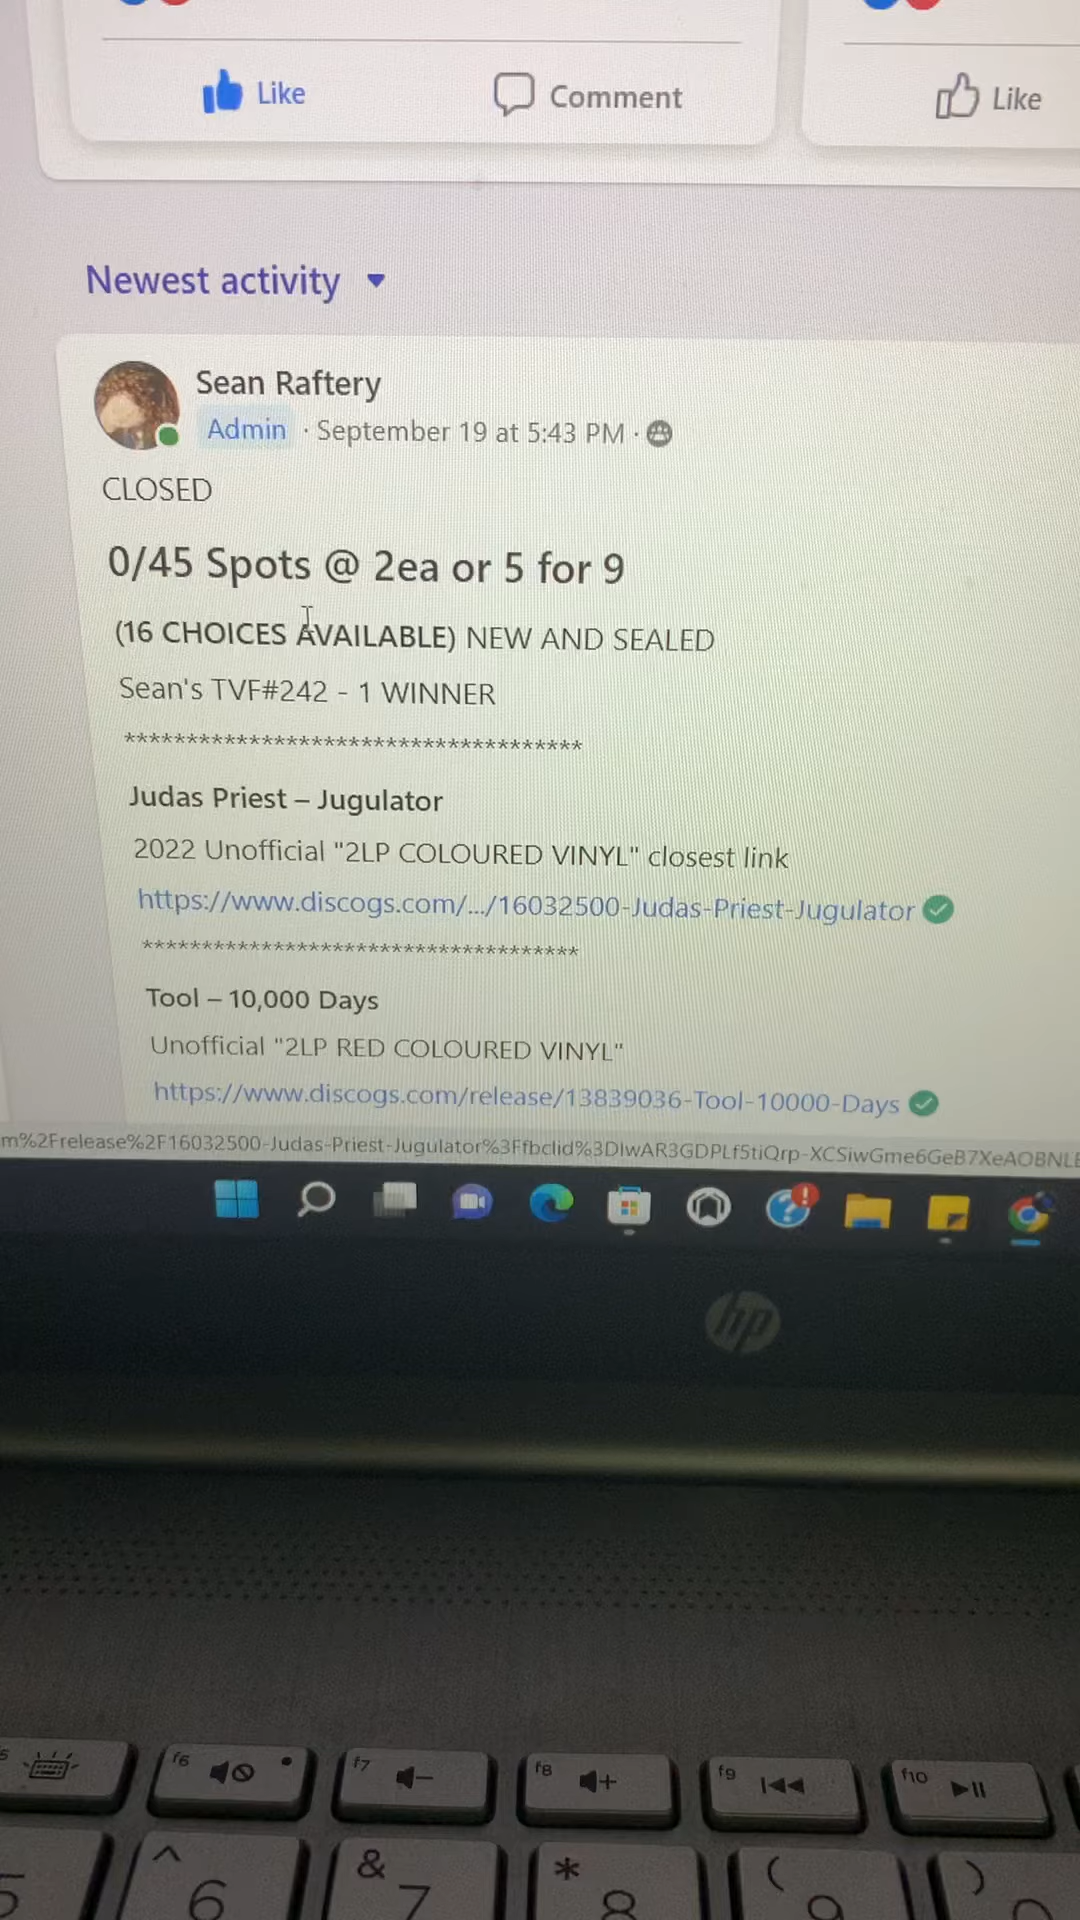 Like Comment Like
Newest activity
Sean Raftery
Admin · September 19 at 5:43 PM ·
CLOSED
0/45 Spots @ 2ea or 5 for 9
(16 CHOICES AVAILABLE) NEW AND SEALED
Sean's TVF#242 - 1 WINNER
*************************************
Judas Priest – Jugulator
2022 Unofficial "2LP COLOURED VINYL" closest link
https://www.discogs.com/.../16032500-Judas-Priest-Jugulator
*************************************
Tool – 10,000 Days
Unofficial "2LP RED COLOURED VINYL"
https://www.discogs.com/release/13839036-Tool-10000-Days
m%2Frelease%2F16032500-Judas-Priest-Jugulator%3Ffbclid%3DIwAR3GDPLf5tiQrp-XCSiwGme6GeB7XeAOBNLE
hp
f6 f7 f8 f9 f10
^ & * ( )
5 6 7 8 9 0